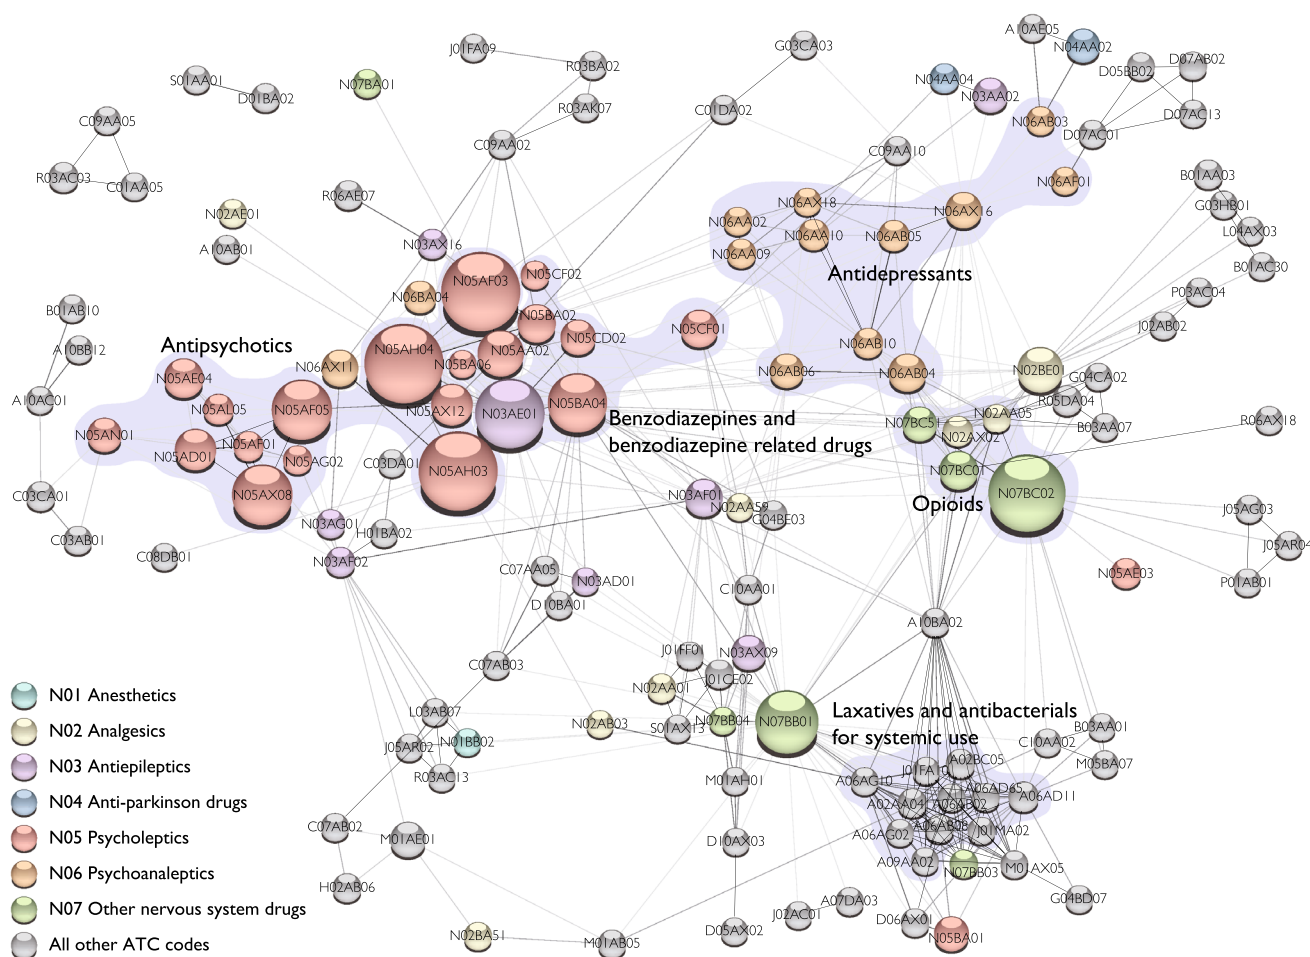 A10AE05
J01FA09
G03CA03
N04AA02
R03BA02
D07AB02
D05BB02
S01AA01
N07BA01
N04AA04
D01BA02
N03AA02
R03AK07
C01DA02
D07AC13
C09AA05
N06AB03
D07AC01
C09AA02
C09AA10
R03AC03
C01AA05
N06AF01
B01AA03
R06AE07
N06AX18
G03HB01
N02AE01
N06AA02
N06AX16
N06AA10
N06AB05
L04AX03
A10AB01
N03AX16
N06AA09
B01AC30
Antidepressants
N05AF03
N05CF02
P03AC04
N06BA04
B01AB10
N05BA02
J02AB02
N05CF01
N05CD02
Antipsychotics
A10BB12
N05AH04
N05AA02
N06AB10
N06AX11
N05BA06
N05AE04
N06AB06
N06AB04
N02BE01
G04CA02
A10AC01
N05AL05
N05AF05
N05AX12
N03AE01
N05BA04
R05DA04
N02AA05
Benzodiazepines and
benzodiazepine related drugs
N07BC51
N02AX02
B03AA07
R06AX18
N05AN01
N05AF01
N05AD01
N05AG02
C03DA01
N05AH03
N07BC01
C03CA01
N05AX08
N07BC02
N03AF01
N02AA59
Opioids
G04BE03
J05AG03
N03AG01
H01BA02
C03AB01
C08DB01
N03AF02
J05AR04
C07AA05
N03AD01
N05AE03
P01AB01
C10AA01
D10BA01
A10BA02
J01FF01
N03AX09
C07AB03
J01CE02
N01 Anesthetics
N02AA01
L03AB07
Laxatives and antibacterials
for systemic use
N02 Analgesics
N02AB03
S01AX13
N07BB04
N07BB01
B03AA01
J05AR02
N01BB02
C10AA02
N03 Antiepileptics
A02BC05
M05BA07
R03AC13
J01FA10
M01AH01
A06AG10
A06AD65
A06AD11
N04 Anti-parkinson drugs
A02AA04
A06AB02
C07AB02
M01AE01
N05 Psycholeptics
A06AG02
A06AB08
J01MA02
D10AX03
A09AA02
N07BB03
M01AX05
N06 Psychoanaleptics
H02AB06
G04BD07
A07DA03
N07 Other nervous system drugs
J02AC01
D06AX01
D05AX02
N02BA51
M01AB05
N05BA01
All other ATC codes